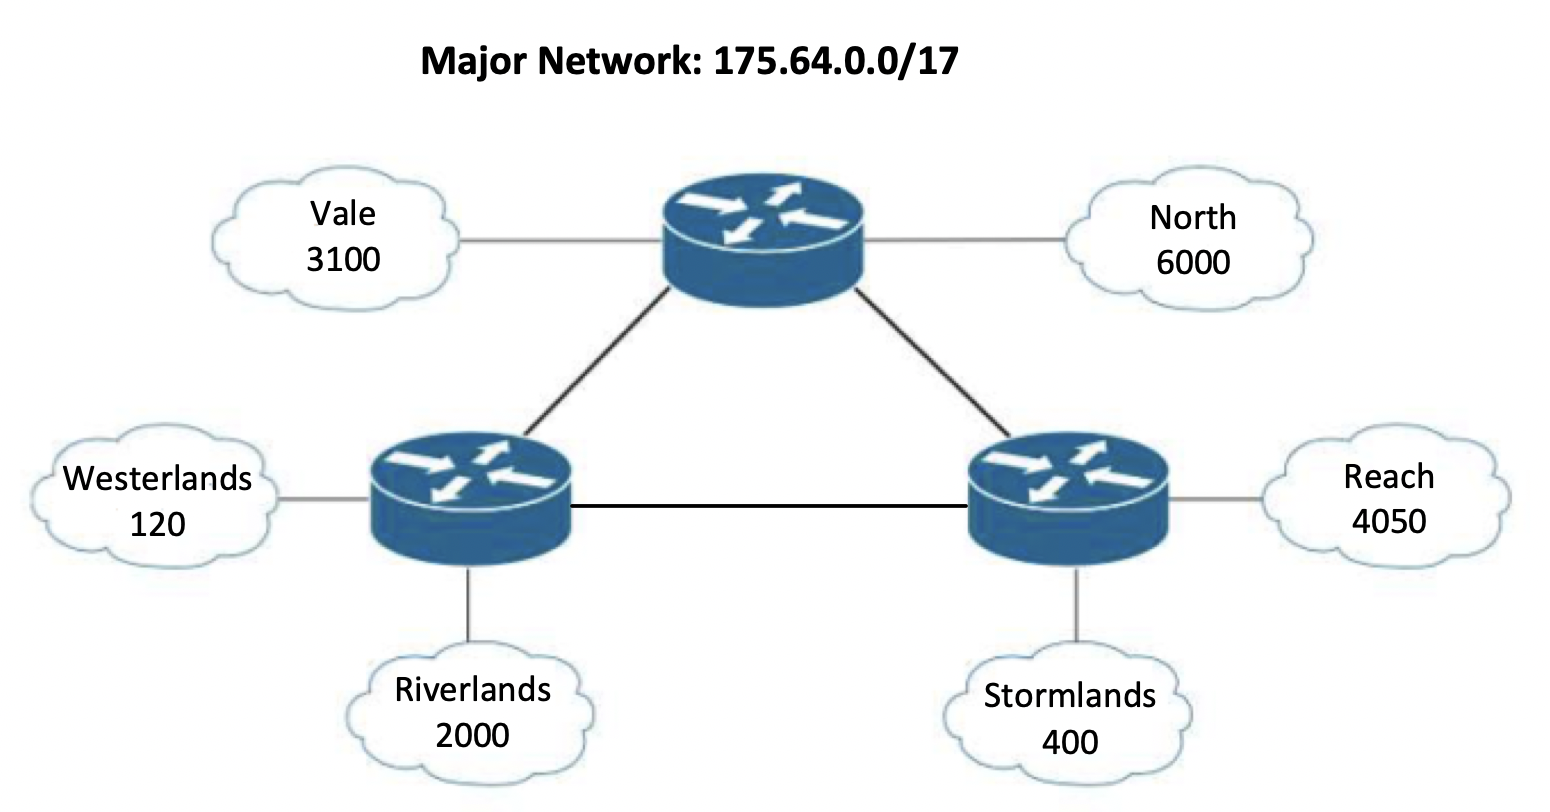 Major Network: 175.64.0.0/17
Vale
3100
North
6000
Westerlands
120
Reach
4050
Riverlands
2000
Stormlands
400